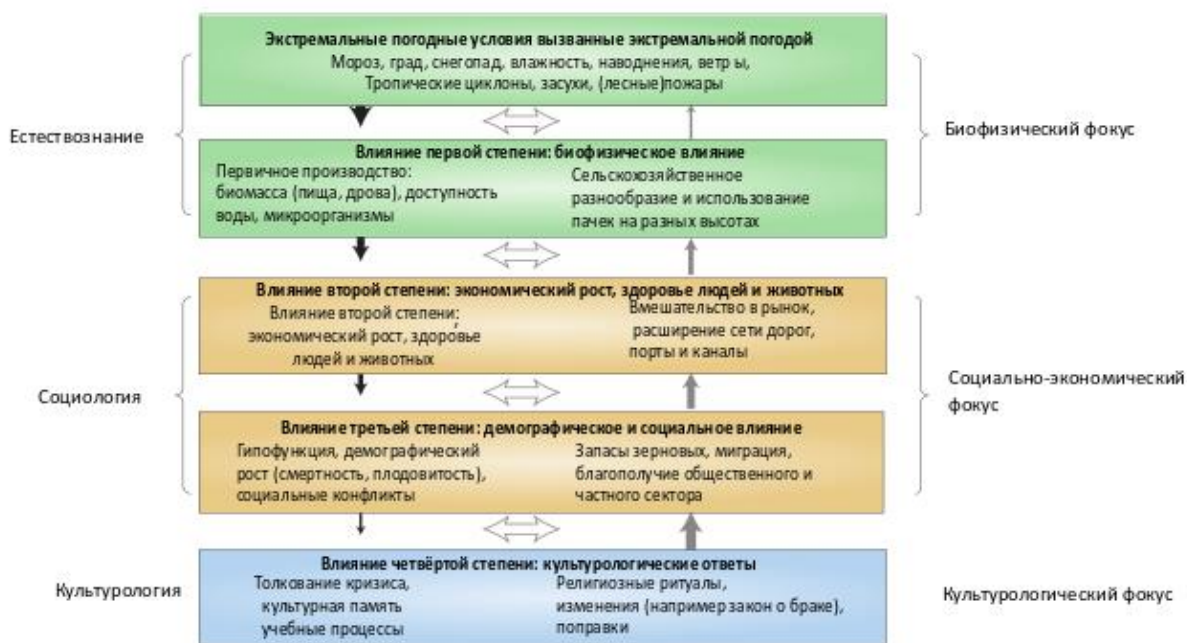 Экстремальные погодные условия вызванные экстремальной погодой
Мороз, град, снегопад, влажность, наводнения, ветр ы,
Тропические циклоны, засухи, (лесные)пожары
Естествознание
Биофизический фокус
Влияние первой степени: биофизическое влияние
Первичное производство:
биомасса (пища, дрова), доступность
воды, микроорганизмы
Сельскохозяйственное
разнообразие и использование
пачек на разных высотах
Влияние второй степени: экономический рост, здоровье людей и животных
Влияние второй степени:
экономический рост, здоровье
людей и животных
Вмешательство в рынок,
расширение сети дорог,
порты и каналы
Социология
Социально-экономический
фокус
Влияние третьей степени: демографическое и социальное влияние
Гипофункция, демографический
рост (смертность, плодовитость),
социальные конфликты
Запасы зерновых, миграция,
благополучие общественного и
частного сектора
Влияние четвёртой степени: культурологические ответы
Толкование кризиса,
культурная память
учебные процессы
Религиозные ритуалы,
изменения (например закон о браке),
поправки
Культурология
Культурологический фокус